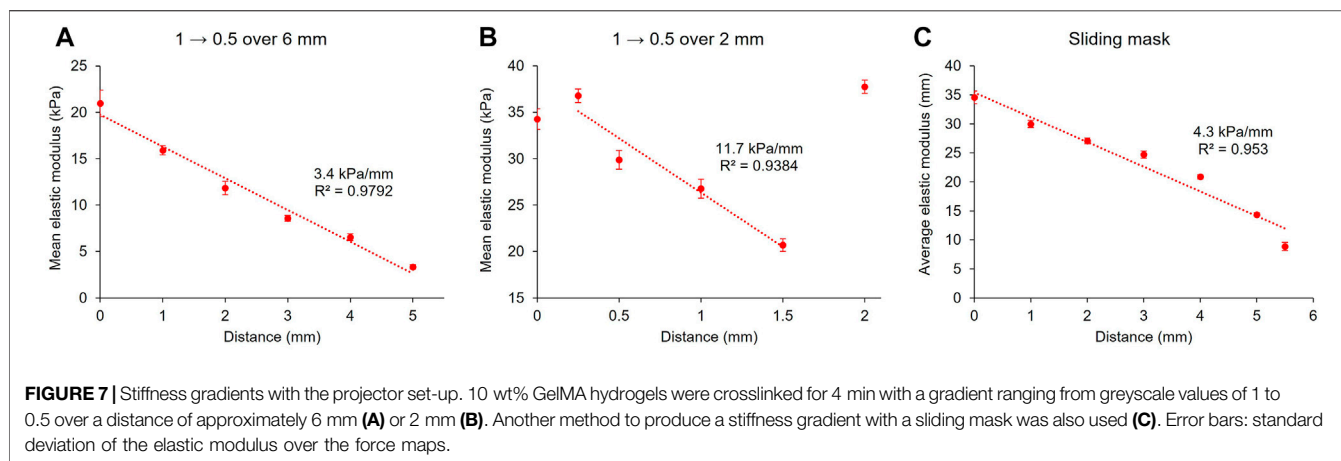 A
1 → 0.5 over 6 mm
Mean elastic modulus (kPa)
25
20
15
10
5
0
3.4 kPa/mm
R² = 0.9792
0 1 2 3 4 5
Distance (mm)
B
1 → 0.5 over 2 mm
Mean elastic modulus (kPa)
40
35
30
25
20
15
11.7 kPa/mm
R² = 0.9384
0 0.5 1 1.5 2
Distance (mm)
C
Sliding mask
Average elastic modulus (mm)
40
35
30
25
20
15
10
5
0
4.3 kPa/mm
R² = 0.953
0 1 2 3 4 5 6
Distance (mm)
FIGURE 7 | Stiffness gradients with the projector set-up. 10 wt% GelMA hydrogels were crosslinked for 4 min with a gradient ranging from greyscale values of 1 to
0.5 over a distance of approximately 6 mm (A) or 2 mm (B). Another method to produce a stiffness gradient with a sliding mask was also used (C). Error bars: standard
deviation of the elastic modulus over the force maps.